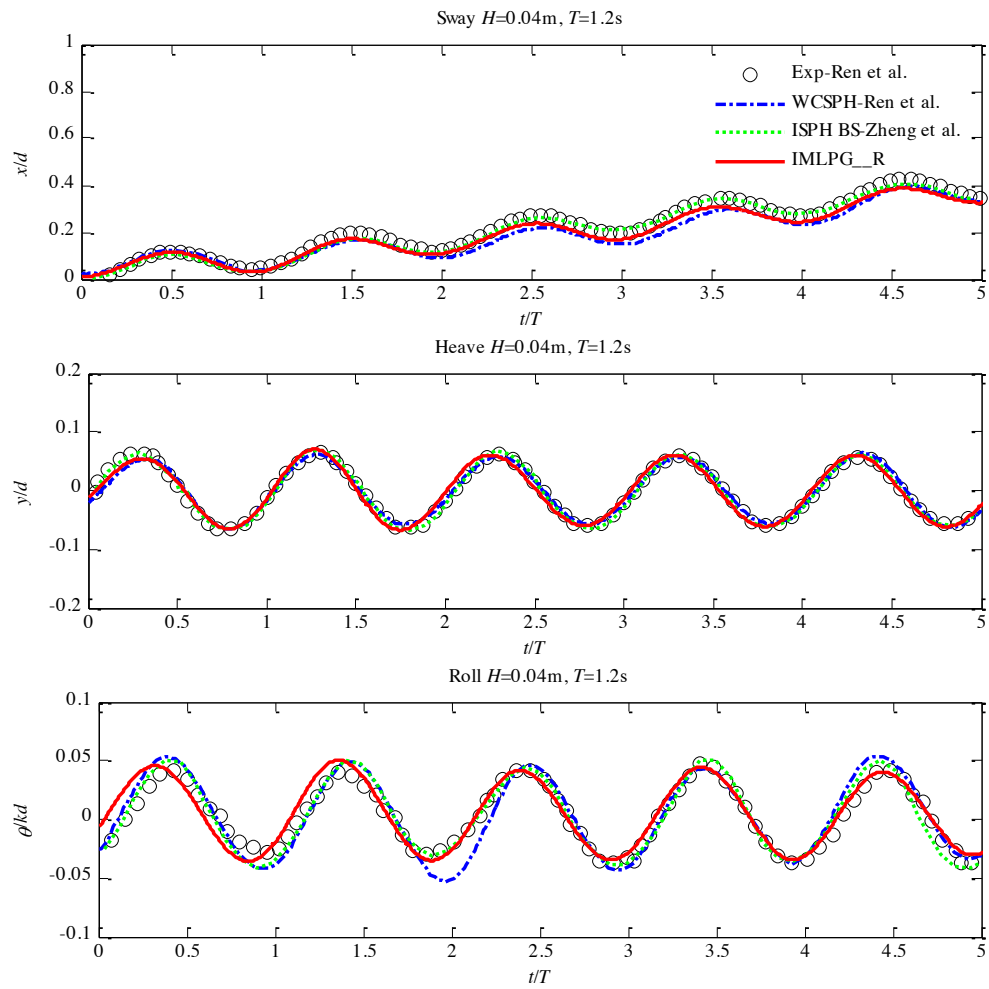 Sway H=0.04m, T=1.2s
1
0.8
0.6
0.4
0.2
0
x/d
Exp-Ren et al.
WCSPH-Ren et al.
ISPH BS-Zheng et al.
IMLPG__R
0 0.5 1 1.5 2 2.5 3 3.5 4 4.5 5
t/T
Heave H=0.04m, T=1.2s
0.2
0.1
0
-0.1
-0.2
y/d
0 0.5 1 1.5 2 2.5 3 3.5 4 4.5 5
t/T
Roll H=0.04m, T=1.2s
0.1
0.05
0
-0.05
-0.1
θ/kd
0 0.5 1 1.5 2 2.5 3 3.5 4 4.5 5
t/T